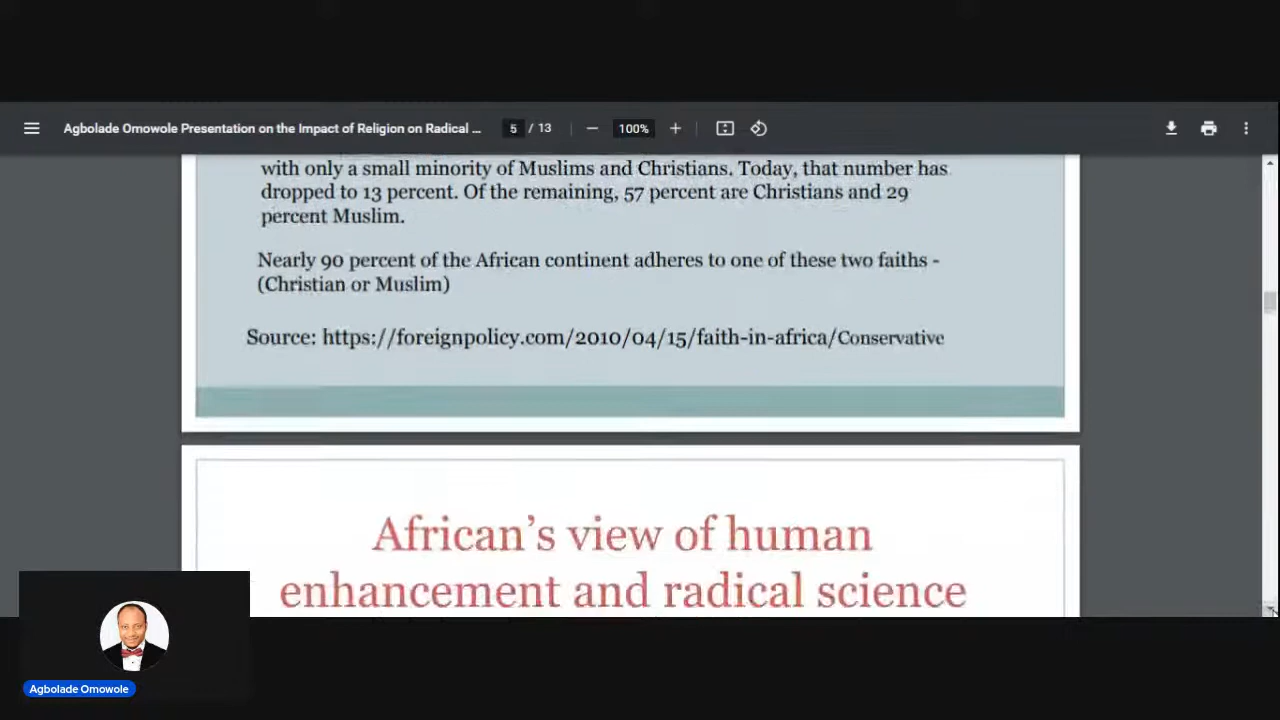 Agbolade Omowole Presentation on the Impact of Religion on Radical ...
5 / 13
100%
with only a small minority of Muslims and Christians. Today, that number has
dropped to 13 percent. Of the remaining, 57 percent are Christians and 29
percent Muslim.
Nearly 90 percent of the African continent adheres to one of these two faiths -
(Christian or Muslim)
Source: https://foreignpolicy.com/2010/04/15/faith-in-africa/Conservative
African’s view of human
enhancement and radical science
Agbolade Omowole